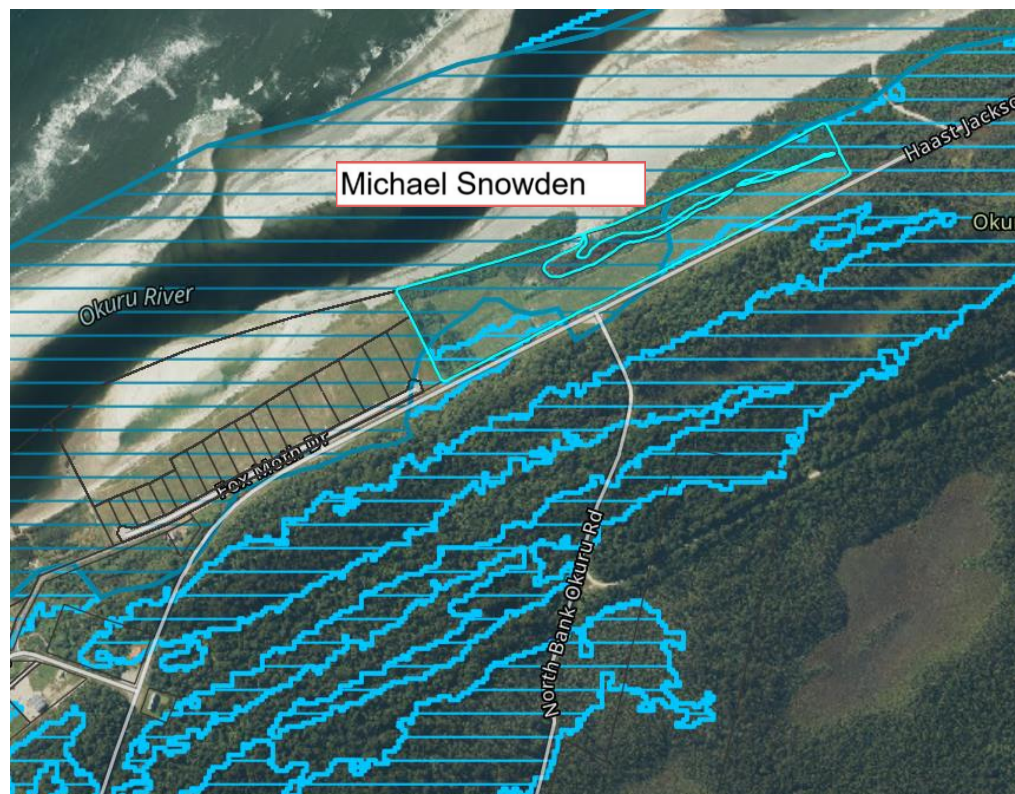 Michael Snowden
Haast Jackso
Oku
Okuru River
Fox Moth Dr
North Bank Okuru Rd